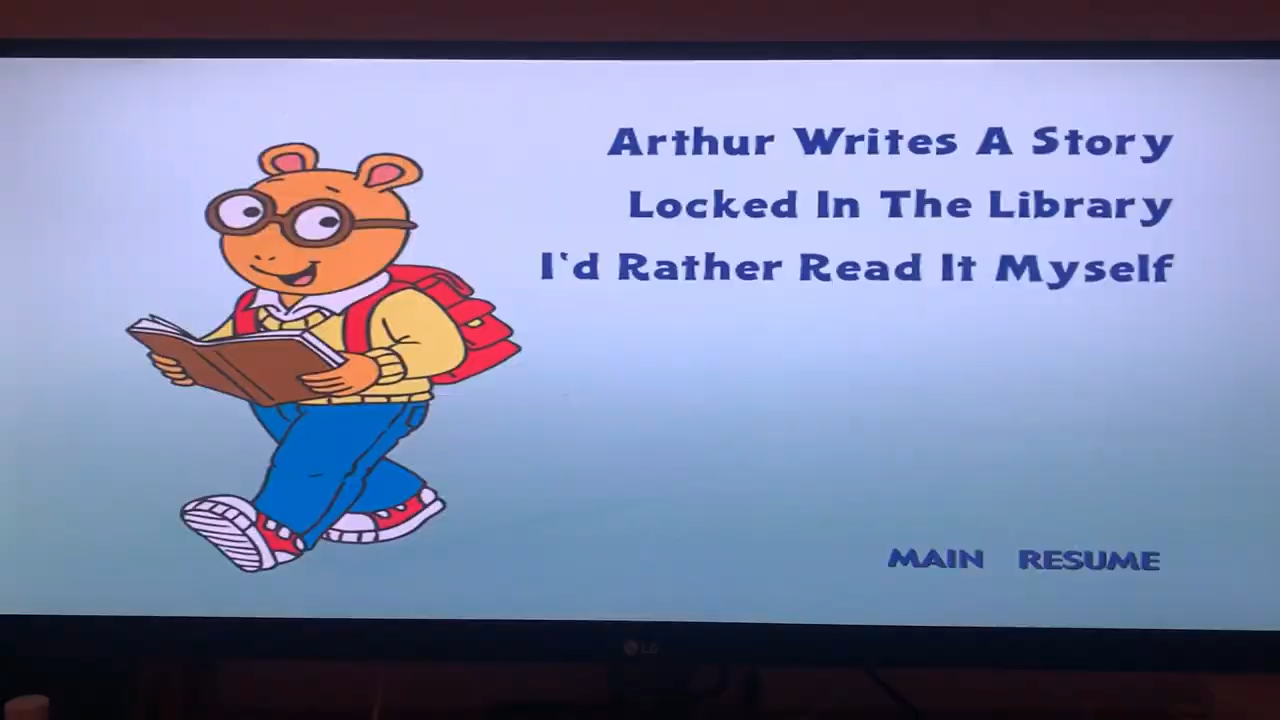 Arthur Writes A Story
Locked In The Library
I'd Rather Read It Myself
MAIN RESUME
LG